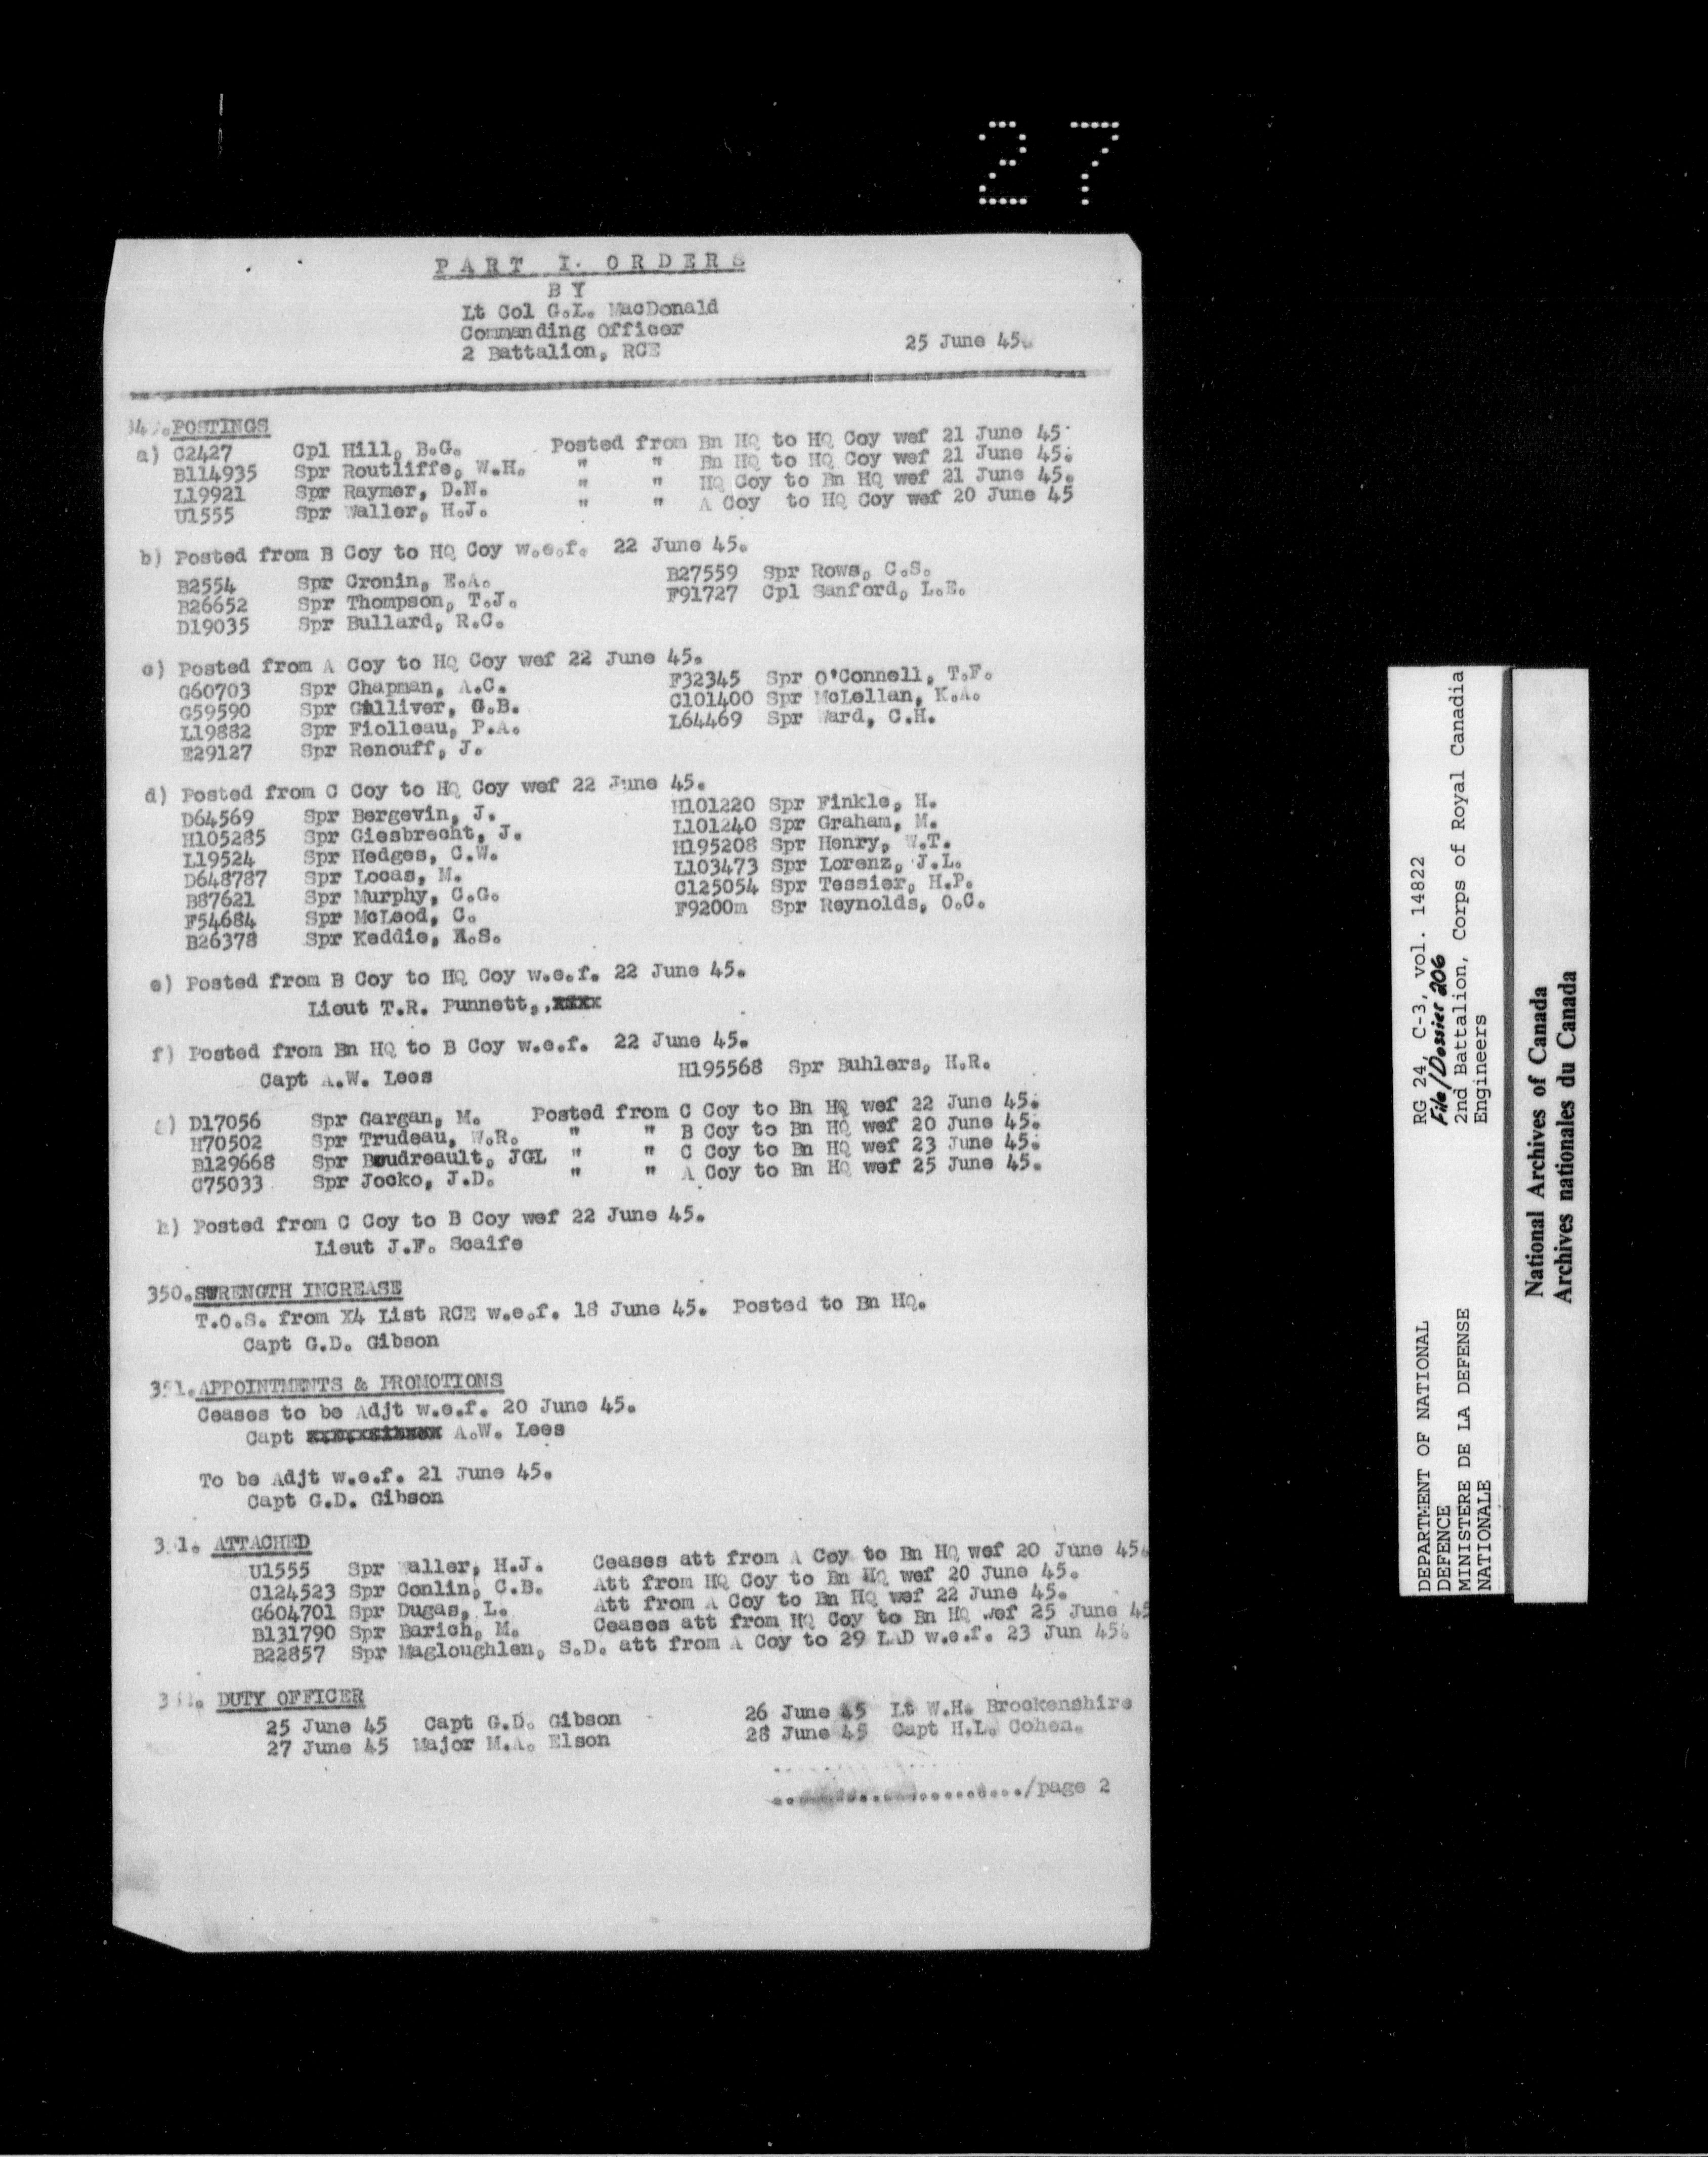 27
PART I. ORDERS
BY
Lt Col G.L. MacDonald
Commanding Officer
2 Battalion, RCE
25 June 45.
POSTINGS
a) C2427 Cpl Hill, B.G. Posted from Bn HQ to HQ Coy wef 21 June 45.
B114935 Spr Routliffe, W.H. " " Bn HQ to HQ Coy wef 21 June 45.
L19921 Spr Raymer, D.N. " " HQ Coy to Bn HQ wef 21 June 45.
U1555 Spr Waller, H.J. " " A Coy to HQ Coy wef 20 June 45
b) Posted from B Coy to HQ Coy w.e.f. 22 June 45.
B2554 Spr Cronin, E.A. B27559 Spr Rows, C.S.
B26652 Spr Thompson, T.J. F91727 Cpl Sanford, L.E.
D19035 Spr Bullard, R.C.
c) Posted from A Coy to HQ Coy wef 22 June 45.
G60703 Spr Chapman, A.C. F32345 Spr O'Connell, T.F.
G59590 Spr Gulliver, G.B. C101400 Spr McLellan, K.A.
L19882 Spr Fiolleau, P.A. L64469 Spr Ward, C.H.
E29127 Spr Renouff, J.
d) Posted from C Coy to HQ Coy wef 22 June 45.
D64569 Spr Bergevin, J. H101220 Spr Finkle, H.
H105285 Spr Giesbrecht, J. L101240 Spr Graham, M.
L19524 Spr Hedges, C.W. H195208 Spr Henry, W.T.
D648787 Spr Locas, M. L103473 Spr Lorenz, J.L.
B87621 Spr Murphy, C.G. C125054 Spr Tessier, H.P.
F54684 Spr McLeod, C. F9200m Spr Reynolds, O.C.
B26378 Spr Keddie, A.S.
e) Posted from B Coy to HQ Coy w.e.f. 22 June 45.
Lieut T.R. Punnett,,
f) Posted from Bn HQ to B Coy w.e.f. 22 June 45.
Capt A.W. Lees H195568 Spr Buhlers, H.R.
g) D17056 Spr Gargan, M. Posted from C Coy to Bn HQ wef 22 June 45.
H70502 Spr Trudeau, W.R. " " B Coy to Bn HQ wef 20 June 45.
B129668 Spr Boudreault, JGL " " C Coy to Bn HQ wef 23 June 45.
C75033 Spr Jocko, J.D. " " A Coy to Bn HQ wef 25 June 45.
h) Posted from C Coy to B Coy wef 22 June 45.
Lieut J.F. Scaife
350. STRENGTH INCREASE
T.O.S. from X4 List RCE w.e.f. 18 June 45. Posted to Bn HQ.
Capt G.D. Gibson
351. APPOINTMENTS & PROMOTIONS
Ceases to be Adjt w.e.f. 20 June 45.
Capt A.W. Lees
To be Adjt w.e.f. 21 June 45.
Capt G.D. Gibson
ATTACHED
U1555 Spr Waller, H.J. Ceases att from A Coy to Bn HQ wef 20 June 45.
C124523 Spr Conlin, C.B. Att from HQ Coy to Bn HQ wef 20 June 45.
G604701 Spr Dugas, L. Att from A Coy to Bn HQ wef 22 June 45.
B131790 Spr Barich, M. Ceases att from HQ Coy to Bn HQ wef 25 June 45
B22857 Spr Magloughlen, S.D. att from A Coy to 29 LAD w.e.f. 23 Jun 45.
DUTY OFFICER
25 June 45 Capt G.D. Gibson 26 June 45 Lt W.H. Brockenshire
27 June 45 Major M.A. Elson 28 June 45 Capt H.L. Cohen.
..................../page 2
DEPARTMENT OF NATIONAL DEFENCE
MINISTERE DE LA DEFENSE NATIONALE
RG 24, C-3, vol. 14822
File/Dossier 206
2nd Battalion, Corps of Royal Canadia
Engineers
National Archives of Canada
Archives nationales du Canada